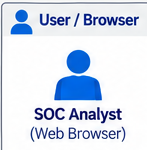 User / Browser
SOC Analyst
(Web Browser)